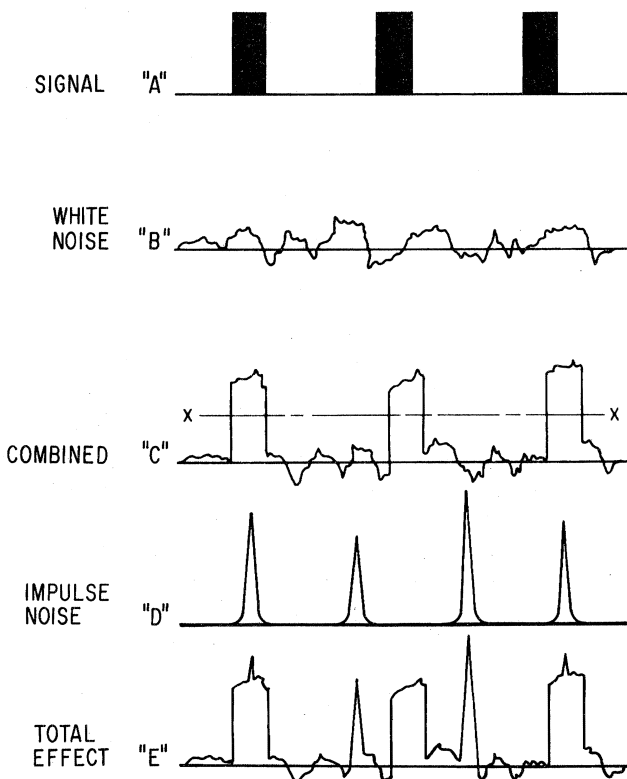 SIGNAL "A"
WHITE
NOISE "B"
X X
COMBINED "C"
IMPULSE
NOISE "D"
TOTAL
EFFECT "E"